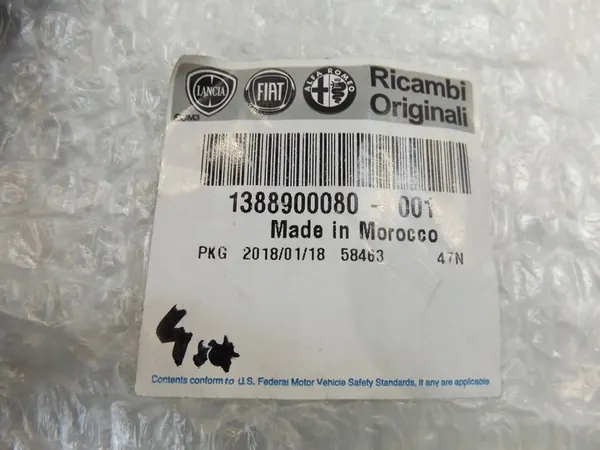 LANCIA
FIAT
ALFA ROMEO
Ricambi
Originali
1388900080 - 001
Made in Morocco
PKG 2018/01/18 58463 47N
Contents conform to U.S. Federal Motor Vehicle Safety Standards, if any are applicable